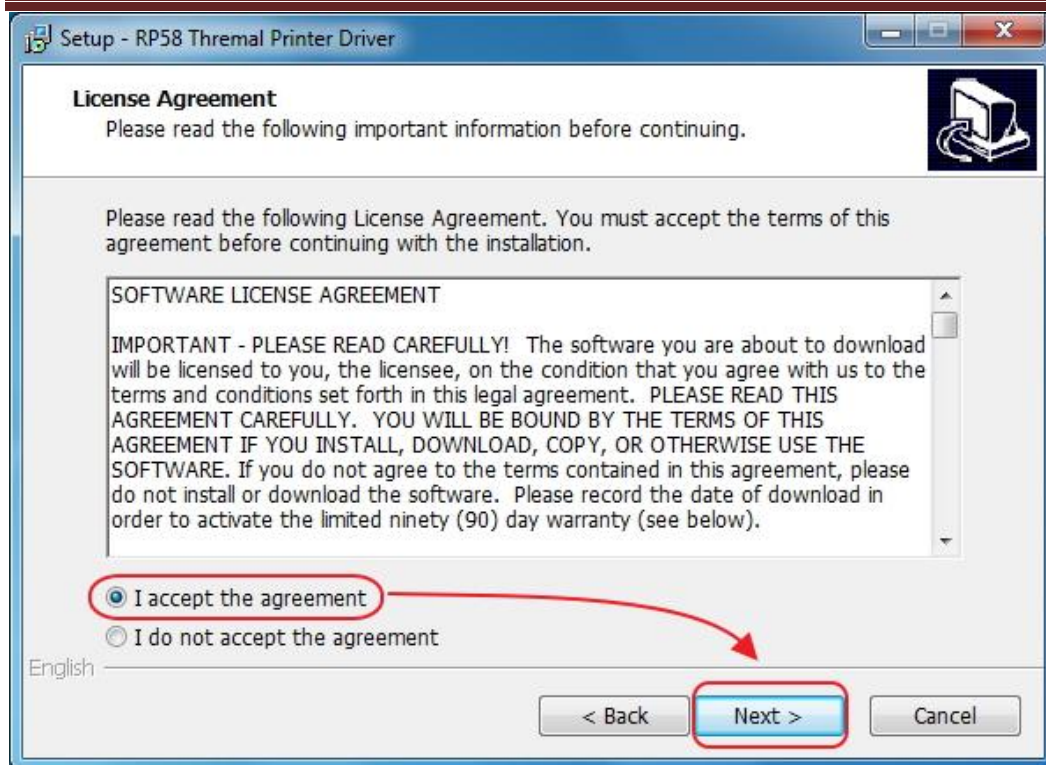 Setup - RP58 Thremal Printer Driver
License Agreement
Please read the following important information before continuing.
Please read the following License Agreement. You must accept the terms of this
agreement before continuing with the installation.
SOFTWARE LICENSE AGREEMENT
IMPORTANT - PLEASE READ CAREFULLY!  The software you are about to download
will be licensed to you, the licensee, on the condition that you agree with us to the
terms and conditions set forth in this legal agreement.  PLEASE READ THIS
AGREEMENT CAREFULLY.  YOU WILL BE BOUND BY THE TERMS OF THIS
AGREEMENT IF YOU INSTALL, DOWNLOAD, COPY, OR OTHERWISE USE THE
SOFTWARE. If you do not agree to the terms contained in this agreement, please
do not install or download the software.  Please record the date of download in
order to activate the limited ninety (90) day warranty (see below).
I accept the agreement
I do not accept the agreement
English
< Back Next > Cancel